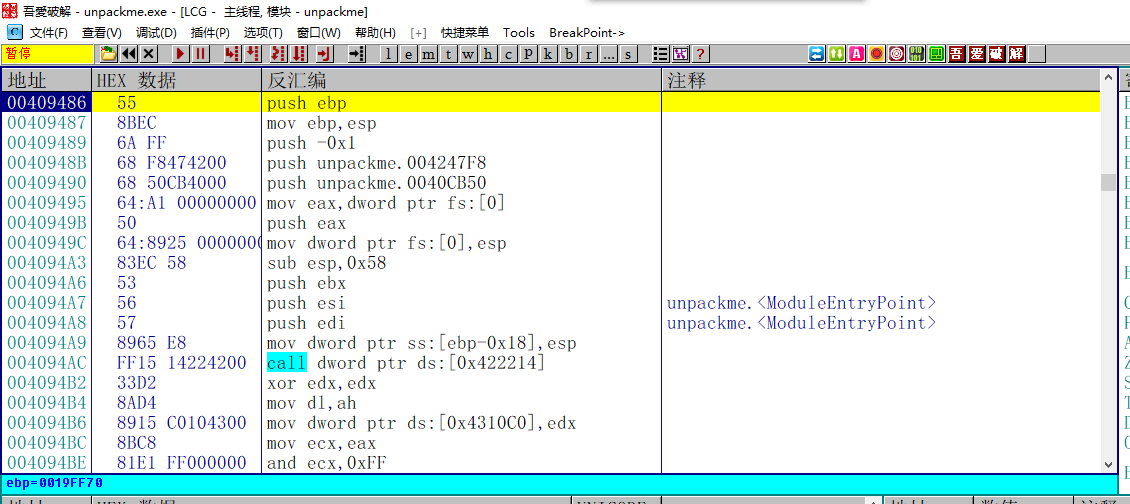 吾愛破解 - unpackme.exe - [LCG - 主线程, 模块 - unpackme]
C 文件(F) 查看(V) 调试(D) 插件(P) 选项(T) 窗口(W) 帮助(H) [+] 快捷菜单 Tools BreakPoint->
暂停 l e m t w h c p k b r ... s ? A 吾 爱 破 解
地址 HEX 数据 反汇编 注释
00409486 55 push ebp
00409487 8BEC mov ebp,esp
00409489 6A FF push -0x1
0040948B 68 F8474200 push unpackme.004247F8
00409490 68 50CB4000 push unpackme.0040CB50
00409495 64:A1 00000000 mov eax,dword ptr fs:[0]
0040949B 50 push eax
0040949C 64:8925 0000000 mov dword ptr fs:[0],esp
004094A3 83EC 58 sub esp,0x58
004094A6 53 push ebx
004094A7 56 push esi unpackme.<ModuleEntryPoint>
004094A8 57 push edi unpackme.<ModuleEntryPoint>
004094A9 8965 E8 mov dword ptr ss:[ebp-0x18],esp
004094AC FF15 14224200 call dword ptr ds:[0x422214]
004094B2 33D2 xor edx,edx
004094B4 8AD4 mov dl,ah
004094B6 8915 C0104300 mov dword ptr ds:[0x4310C0],edx
004094BC 8BC8 mov ecx,eax
004094BE 81E1 FF000000 and ecx,0xFF
ebp=0019FF70